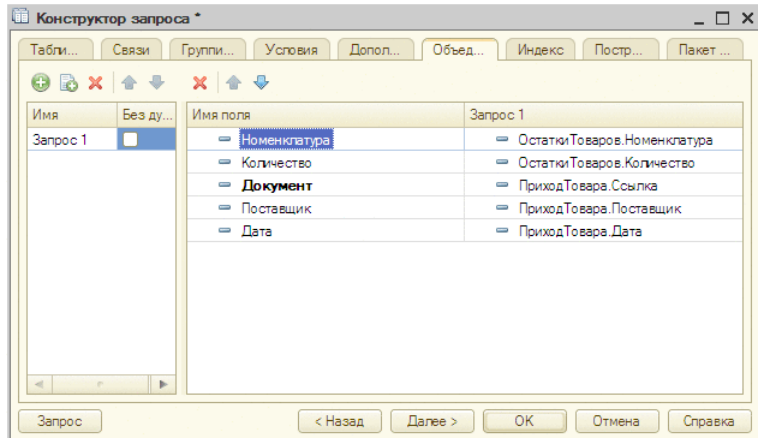 Конструктор запроса *
Табли... Связи Группи... Условия Допол... Объед... Индекс Постр... Пакет ...
Имя Без ду... Имя поля Запрос 1
Запрос 1 Номенклатура ОстаткиТоваров.Номенклатура
Количество ОстаткиТоваров.Количество
Документ ПриходТовара.Ссылка
Поставщик ПриходТовара.Поставщик
Дата ПриходТовара.Дата
Запрос < Назад Далее > OK Отмена Справка